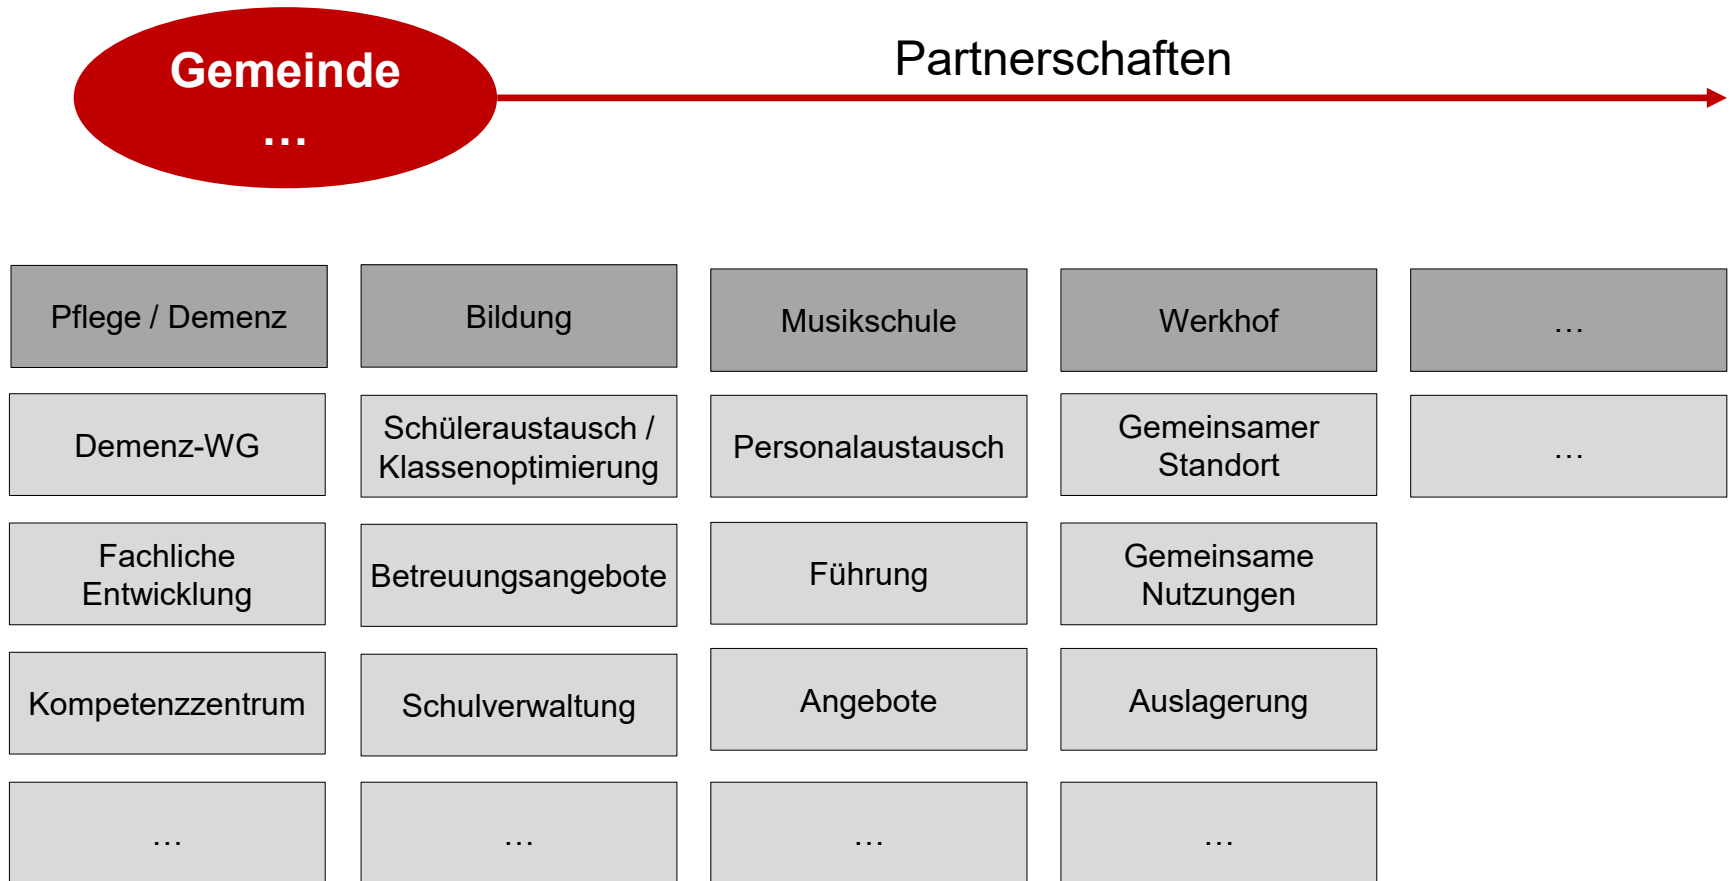 Gemeinde
…
Partnerschaften
Pflege / Demenz
Bildung
Musikschule
Werkhof
…
Demenz-WG
Schüleraustausch /
Klassenoptimierung
Personalaustausch
Gemeinsamer
Standort
…
Fachliche
Entwicklung
Betreuungsangebote
Führung
Gemeinsame
Nutzungen
Kompetenzzentrum
Schulverwaltung
Angebote
Auslagerung
…
…
…
…